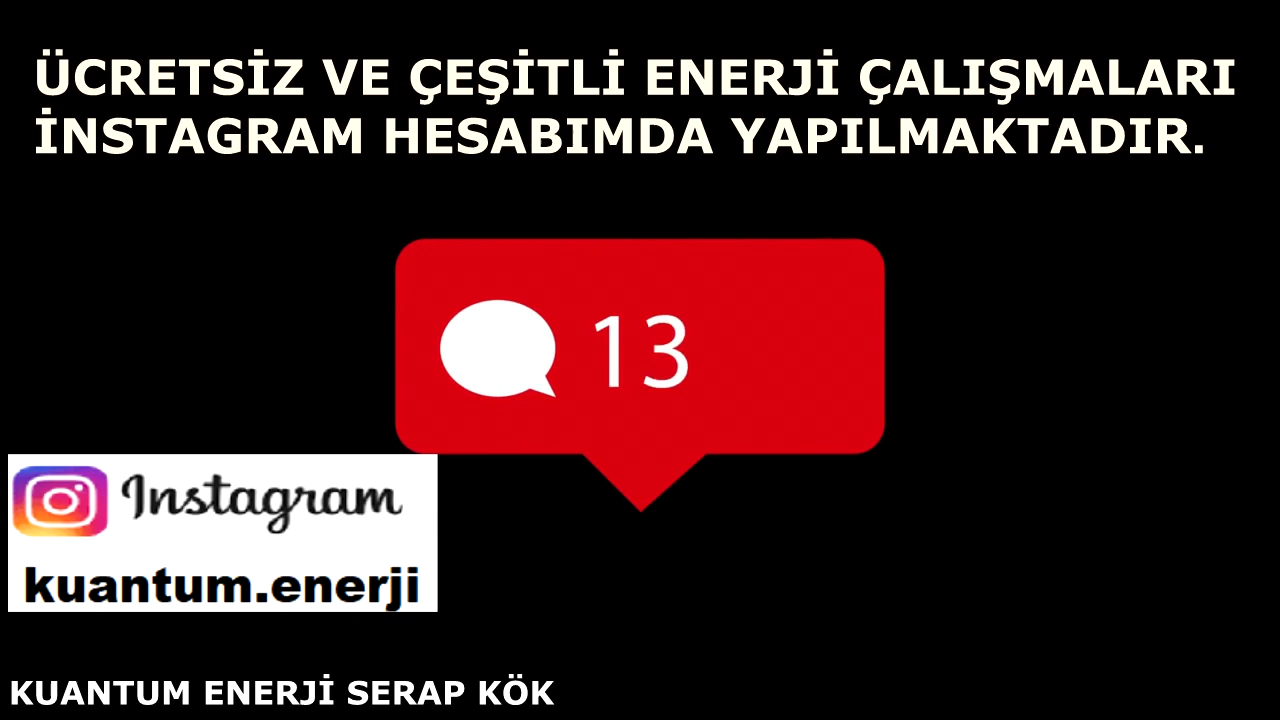 ÜCRETSİZ VE ÇEŞİTLİ ENERJİ ÇALIŞMALARI
İNSTAGRAM HESABIMDA YAPILMAKTADIR.
13
Instagram
kuantum.enerji
KUANTUM ENERJİ SERAP KÖK